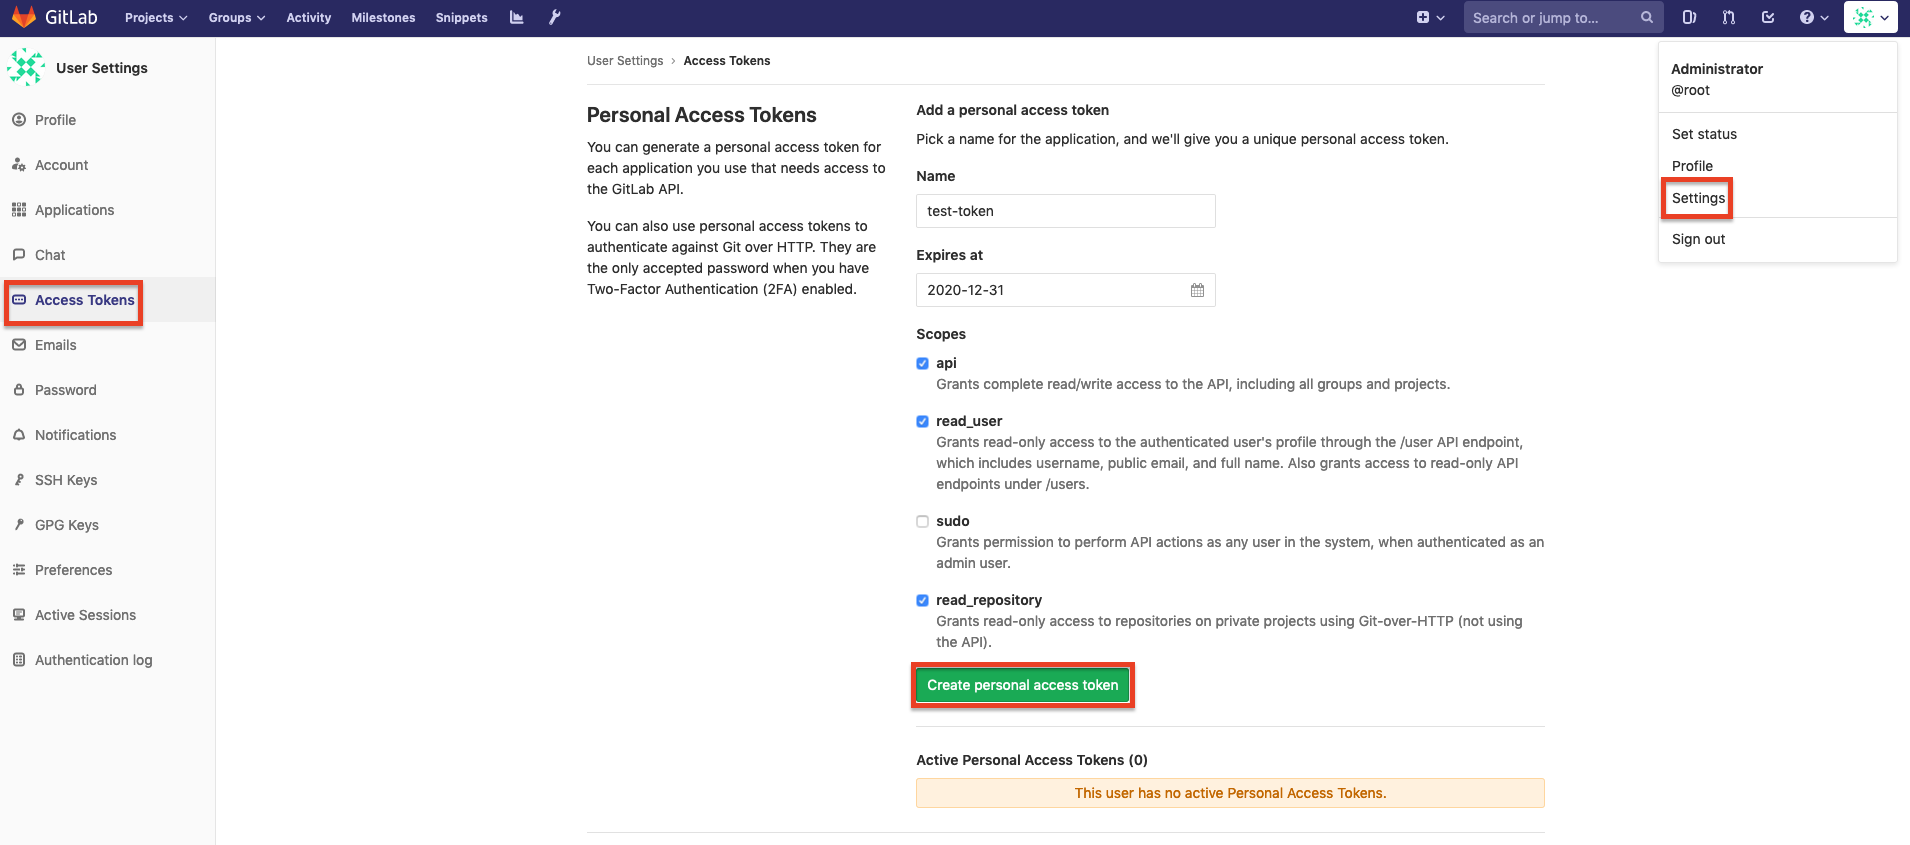 GitLab
Projects
Groups
Activity
Milestones
Snippets
Search or jump to...
User Settings
Profile
Account
Applications
Chat
Access Tokens
Emails
Password
Notifications
SSH Keys
GPG Keys
Preferences
Active Sessions
Authentication log
User Settings › Access Tokens
Personal Access Tokens
You can generate a personal access token for
each application you use that needs access to
the GitLab API.
You can also use personal access tokens to
authenticate against Git over HTTP. They are
the only accepted password when you have
Two-Factor Authentication (2FA) enabled.
Add a personal access token
Pick a name for the application, and we'll give you a unique personal access token.
Name
test-token
Expires at
2020-12-31
Scopes
api
Grants complete read/write access to the API, including all groups and projects.
read_user
Grants read-only access to the authenticated user's profile through the /user API endpoint,
which includes username, public email, and full name. Also grants access to read-only API
endpoints under /users.
sudo
Grants permission to perform API actions as any user in the system, when authenticated as an
admin user.
read_repository
Grants read-only access to repositories on private projects using Git-over-HTTP (not using
the API).
Create personal access token
Active Personal Access Tokens (0)
This user has no active Personal Access Tokens.
Administrator
@root
Set status
Profile
Settings
Sign out